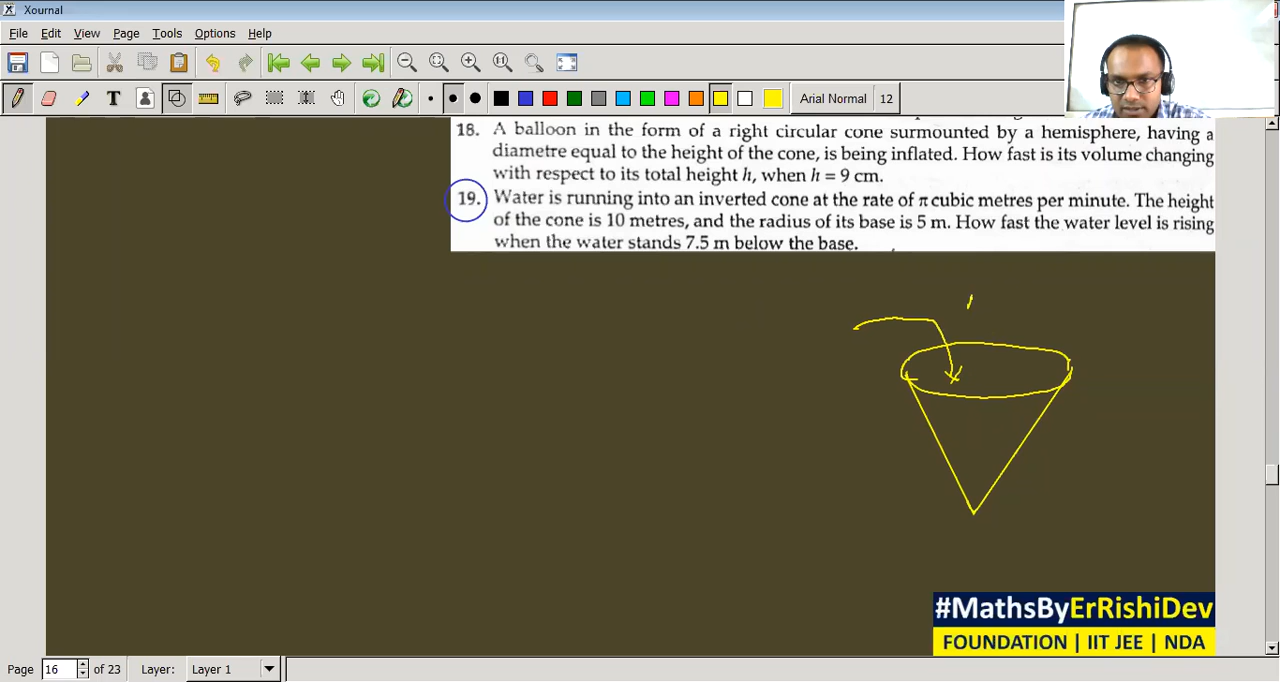 Xournal
File Edit View Page Tools Options Help
Arial Normal 12
18. A balloon in the form of a right circular cone surmounted by a hemisphere, having a
diametre equal to the height of the cone, is being inflated. How fast is its volume changing
with respect to its total height h, when h = 9 cm.
19. Water is running into an inverted cone at the rate of π cubic metres per minute. The height
of the cone is 10 metres, and the radius of its base is 5 m. How fast the water level is rising
when the water stands 7.5 m below the base.
#MathsByErRishiDev
FOUNDATION | IIT JEE | NDA
Page 16 of 23 Layer: Layer 1